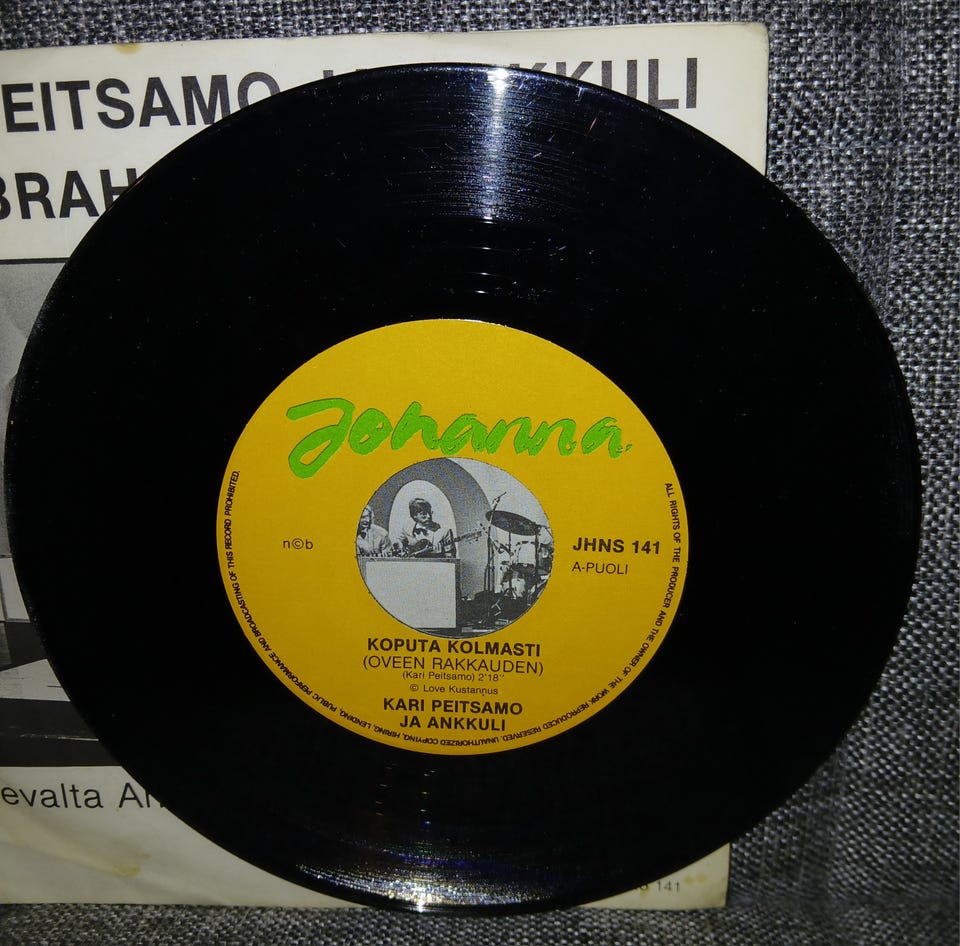 EITSAMO KULI
BRAH
Johanna
n©b
JHNS 141
A-PUOLI
KOPUTA KOLMASTI
(OVEEN RAKKAUDEN)
(Kari Peitsamo) 2'18''
© Love Kustannus
KARI PEITSAMO
JA ANKKULI
ALL RIGHTS OF THE PRODUCER AND THE OWNER OF THE WORK REPRODUCED RESERVED. UNAUTHORIZED COPYING, HIRING, LENDING, PUBLIC PERFORMANCE AND BROADCASTING OF THIS RECORD PROHIBITED.
evalta
141